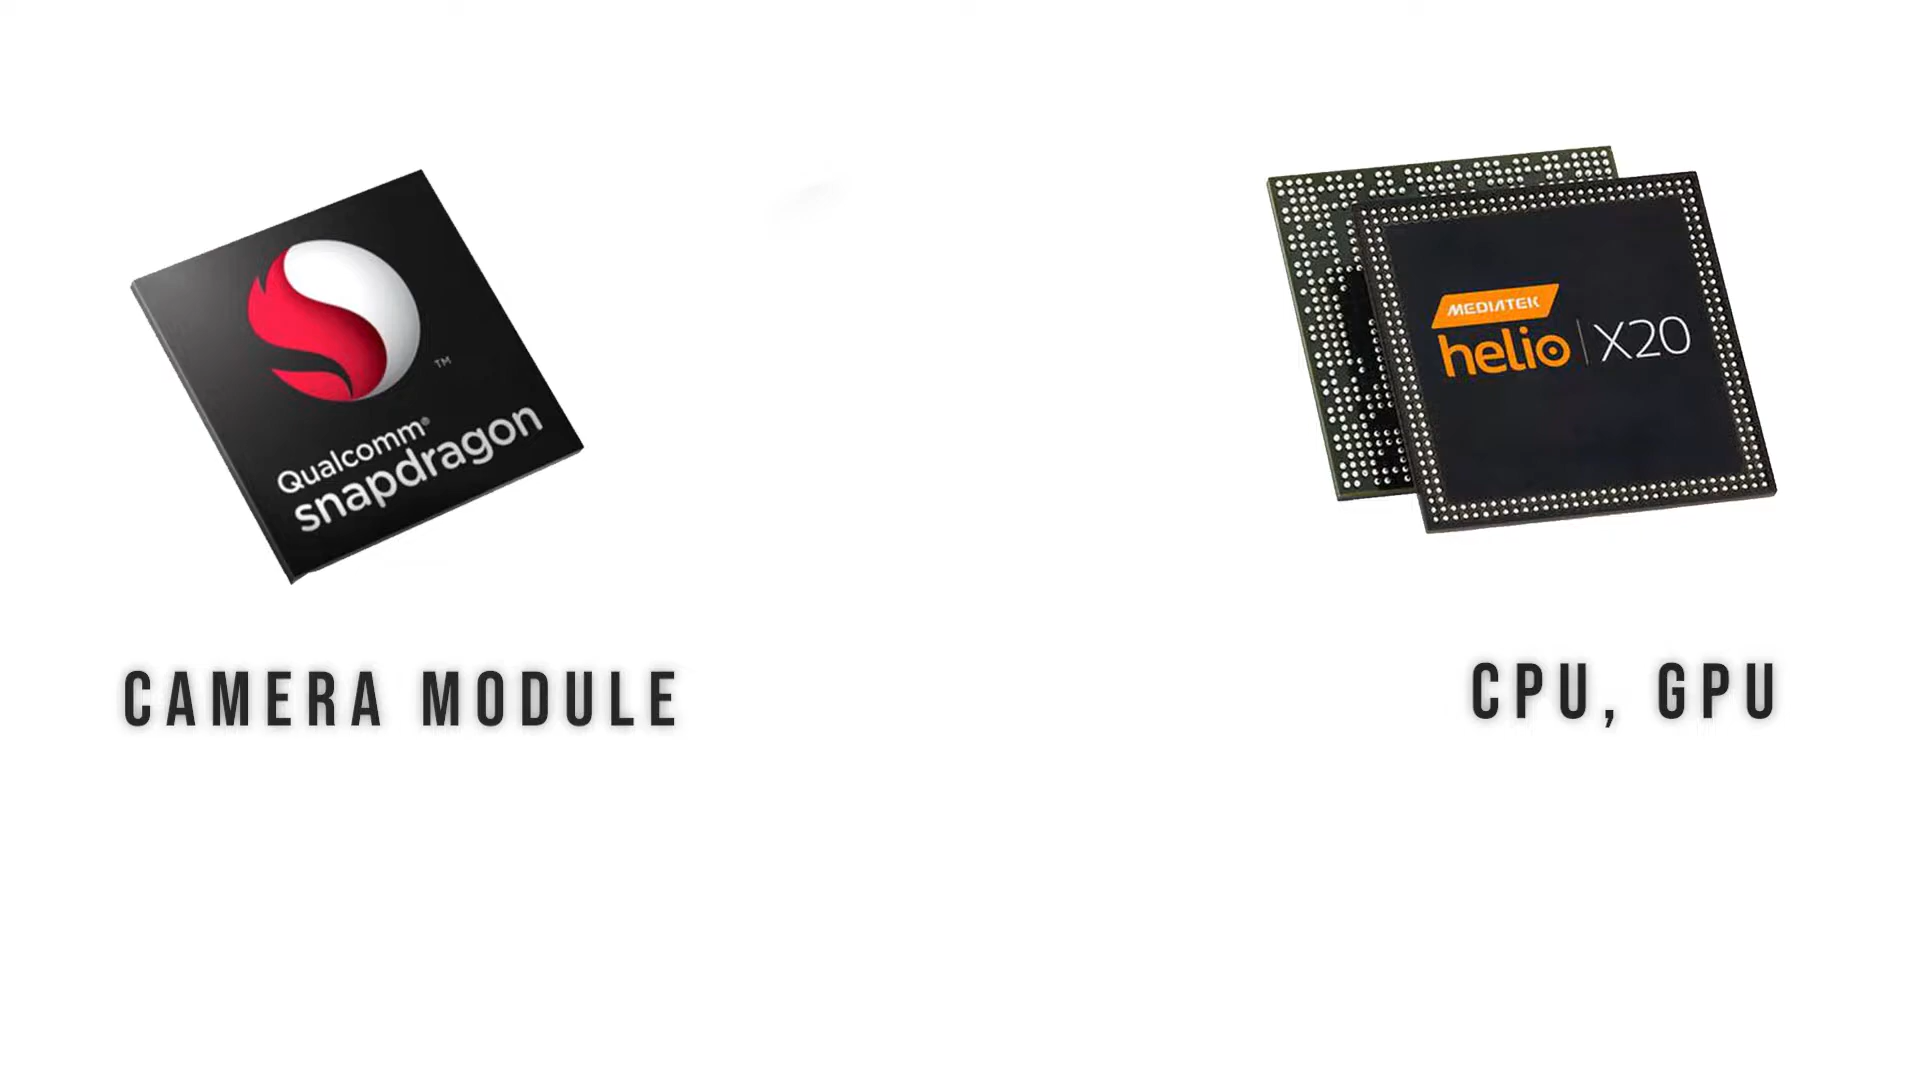 TM
Qualcomm®
snapdragon
MEDIATEK
helio | X20
CAMERA MODULE
CPU, GPU